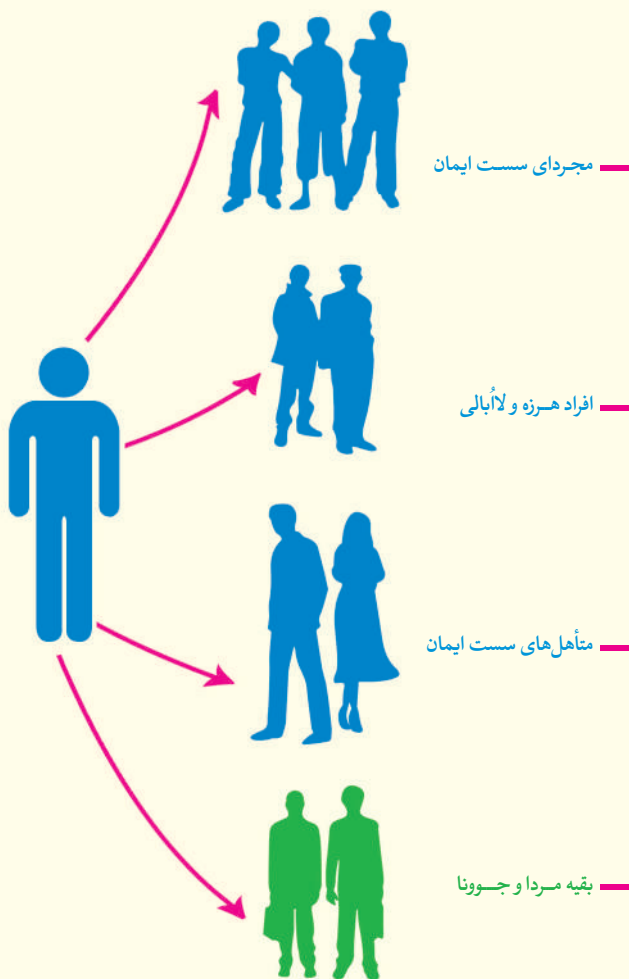 مجردای سست ایمان
افراد هرزه و لاأبالی
متأهل‌های سست ایمان
بقیه مردا و جوونا